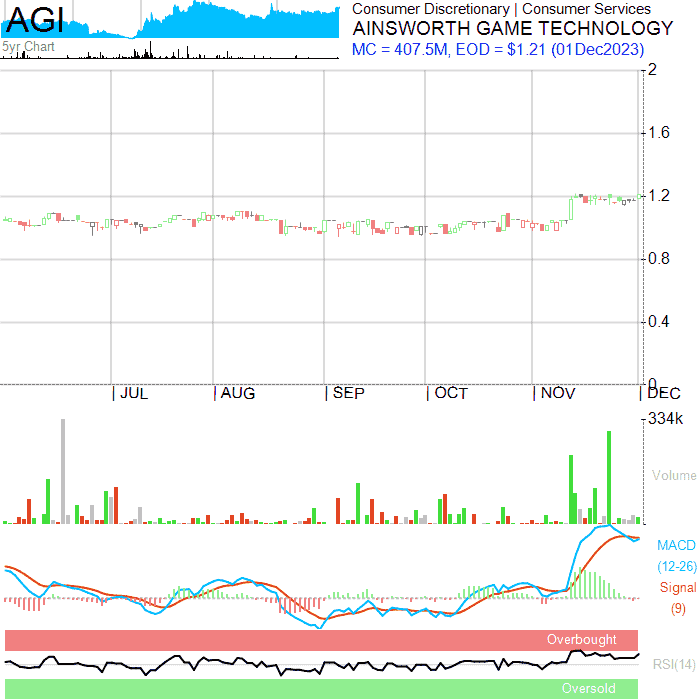 AGI
5yr Chart
Consumer Discretionary | Consumer Services
AINSWORTH GAME TECHNOLOGY
MC = 407.5M, EOD = $1.21 (01Dec2023)
2
1.6
1.2
0.8
0.4
0
JUL AUG SEP OCT NOV DEC
334k
Volume
MACD
(12-26)
Signal
(9)
Overbought
RSI(14)
Oversold